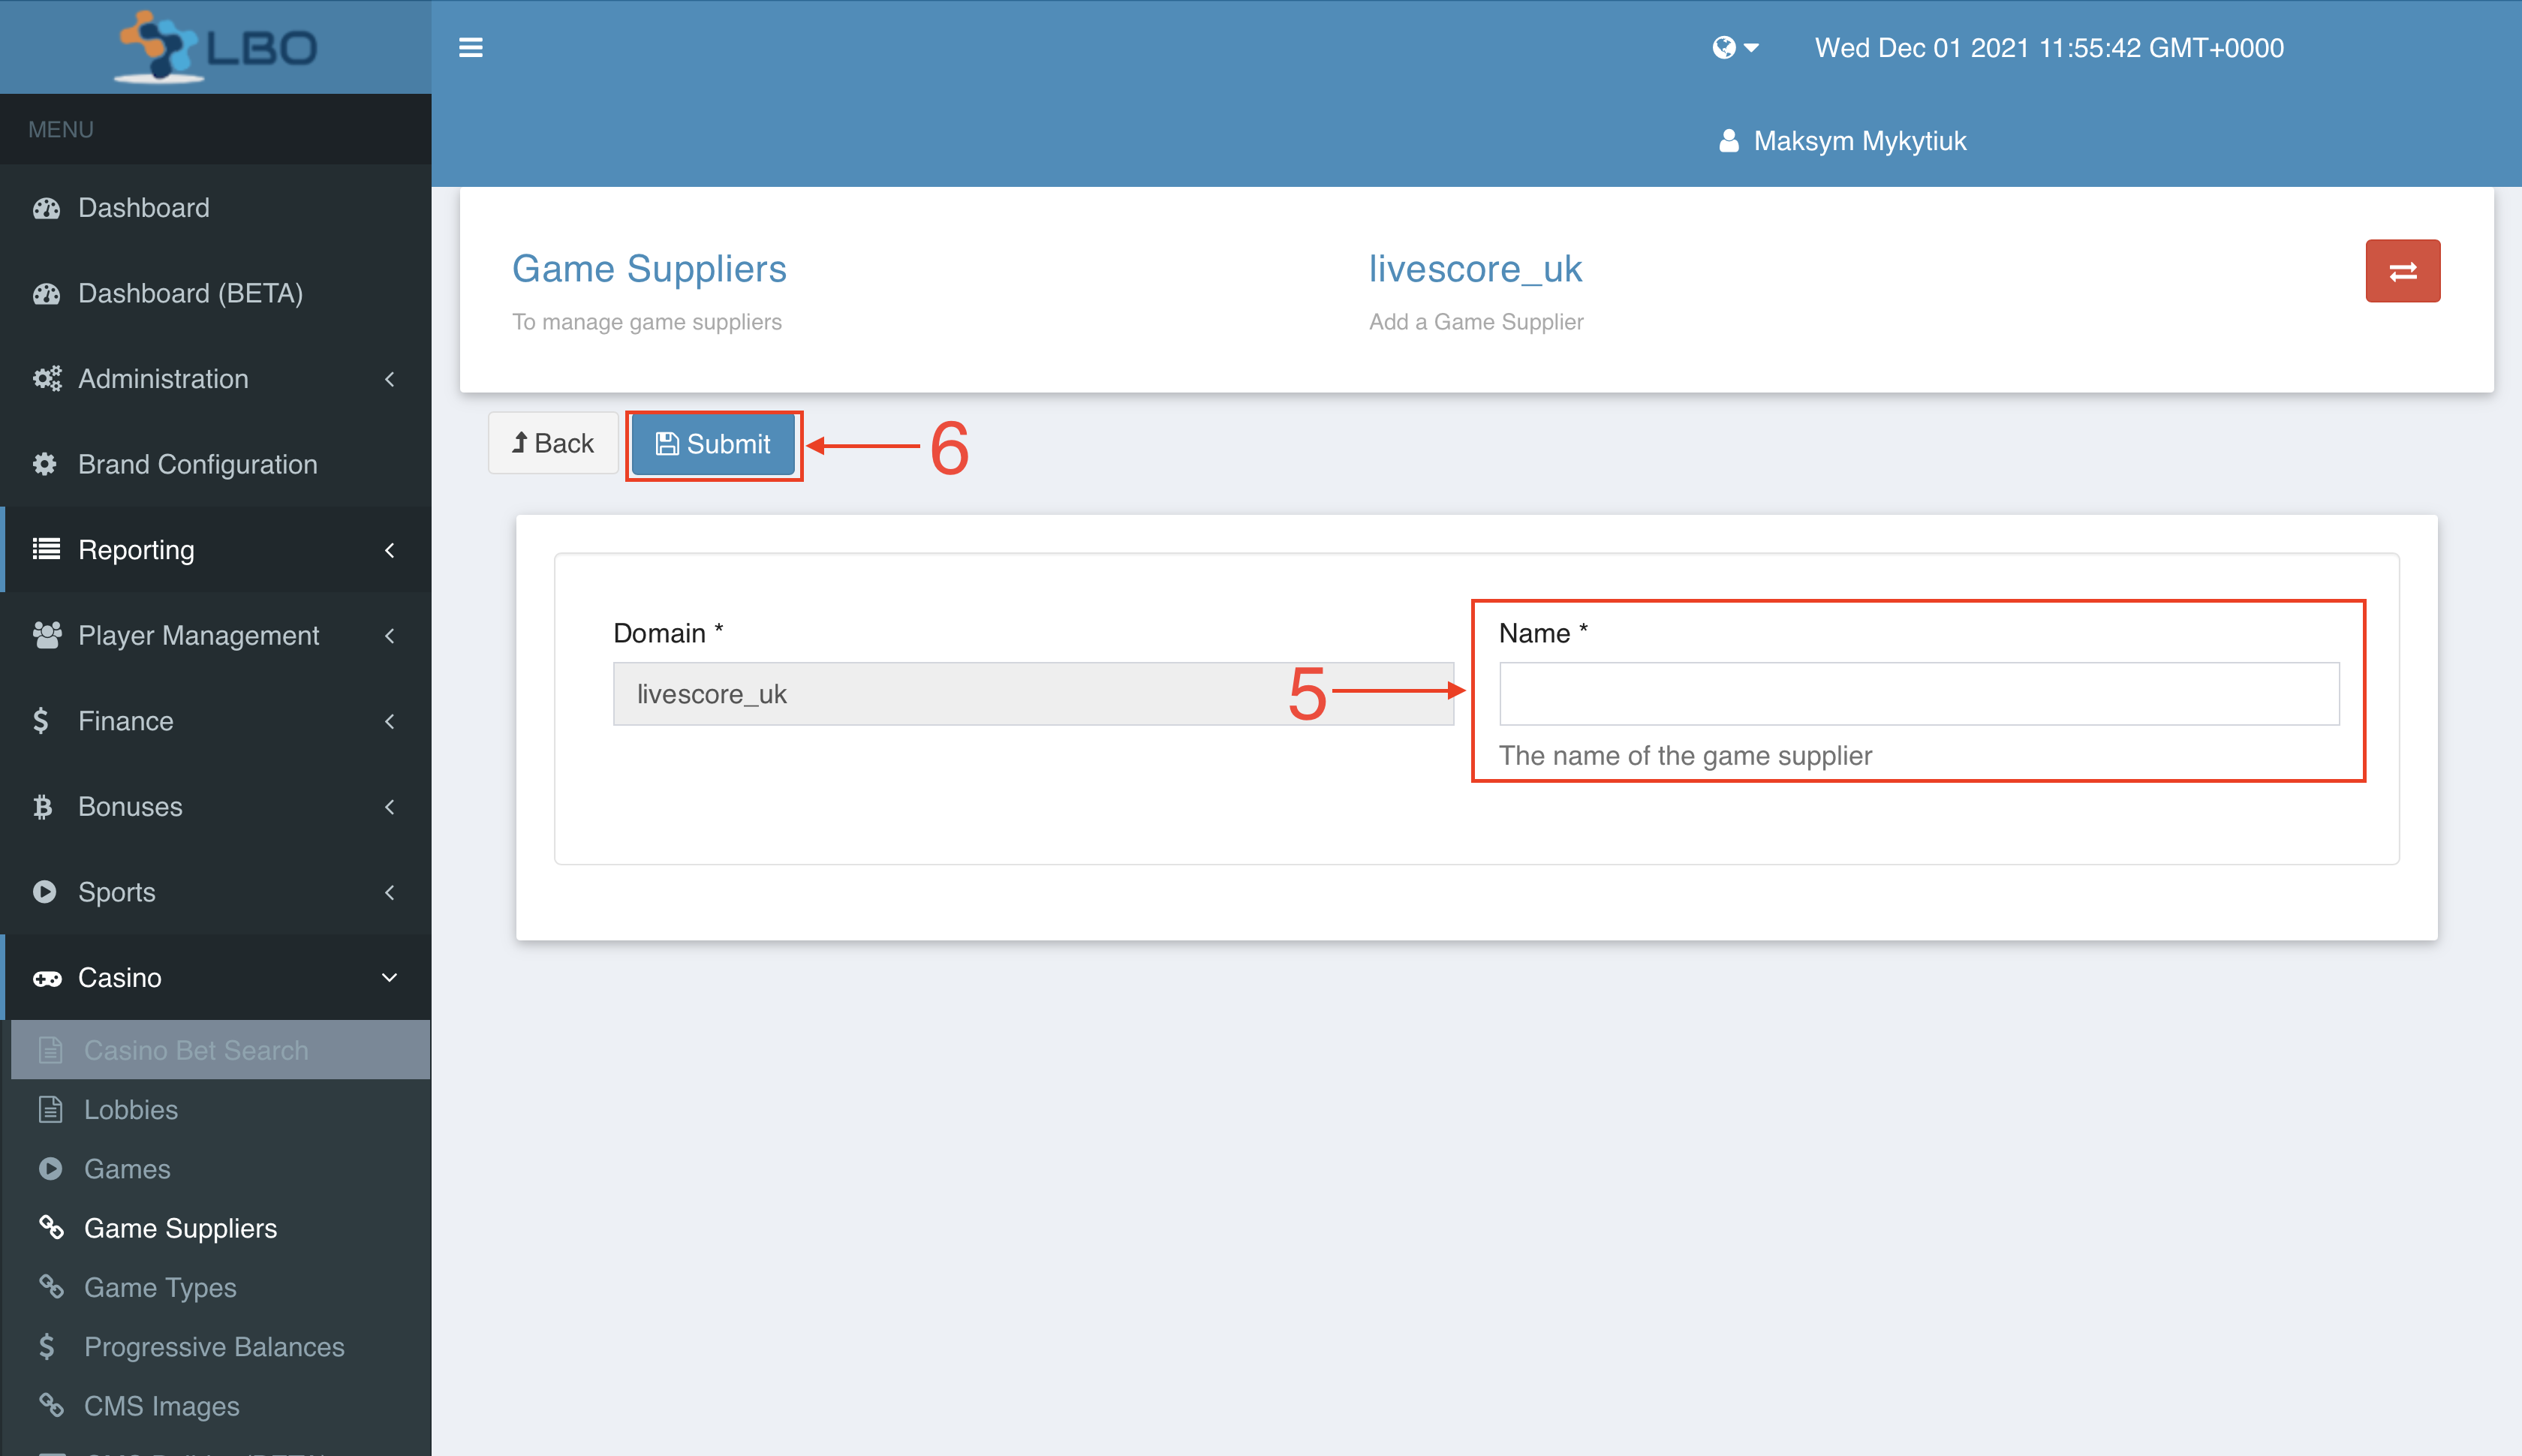 LBO
Wed Dec 01 2021 11:55:42 GMT+0000
Maksym Mykytiuk
MENU
Dashboard
Dashboard (BETA)
Administration
Brand Configuration
Reporting
Player Management
Finance
Bonuses
Sports
Casino
Casino Bet Search
Lobbies
Games
Game Suppliers
Game Types
Progressive Balances
CMS Images
Game Suppliers
To manage game suppliers
livescore_uk
Add a Game Supplier
Back
Submit
6
Domain *
livescore_uk
5
Name *
The name of the game supplier